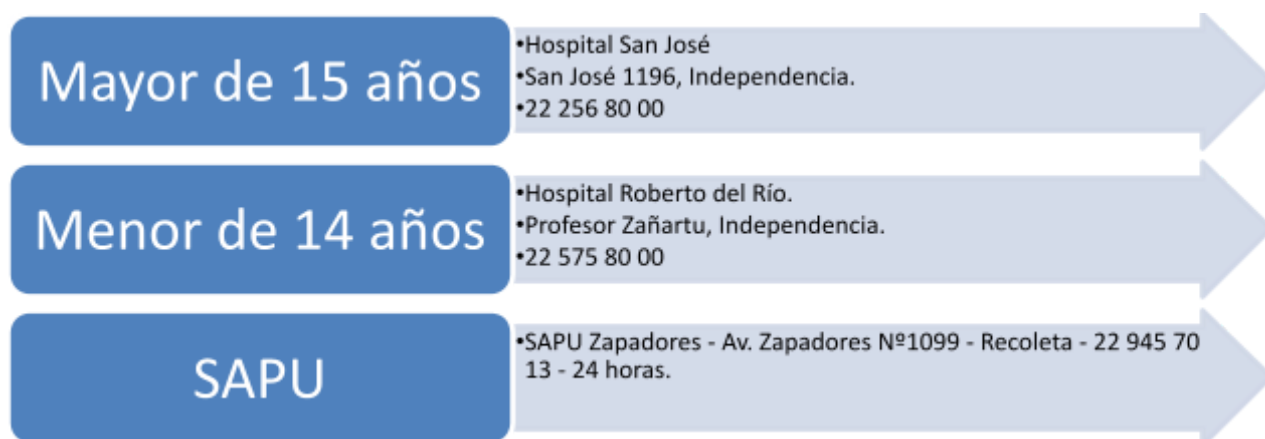 Mayor de 15 años
•Hospital San José
•San José 1196, Independencia.
•22 256 80 00
Menor de 14 años
•Hospital Roberto del Río.
•Profesor Zañartu, Independencia.
•22 575 80 00
SAPU
•SAPU Zapadores - Av. Zapadores Nº1099 - Recoleta - 22 945 70
13 - 24 horas.